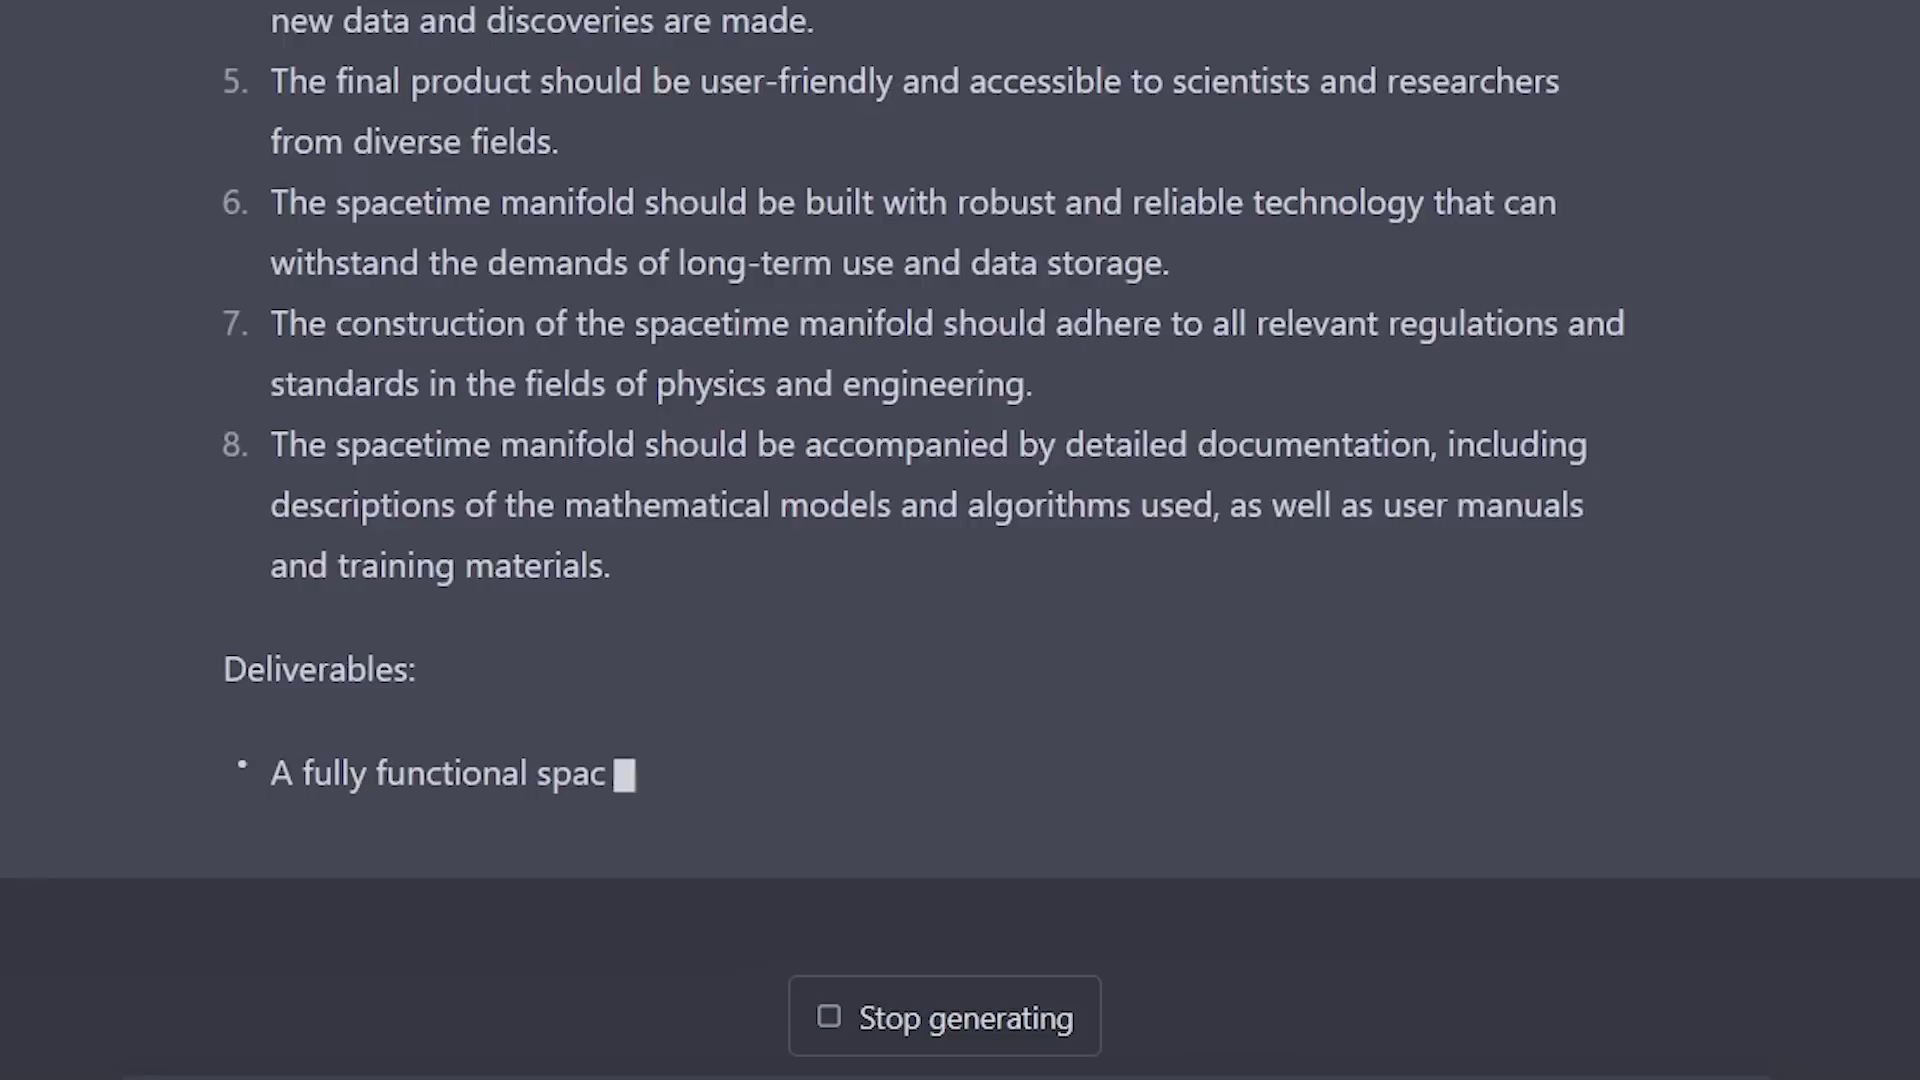 new data and discoveries are made.
5. The final product should be user-friendly and accessible to scientists and researchers
from diverse fields.
6. The spacetime manifold should be built with robust and reliable technology that can
withstand the demands of long-term use and data storage.
7. The construction of the spacetime manifold should adhere to all relevant regulations and
standards in the fields of physics and engineering.
8. The spacetime manifold should be accompanied by detailed documentation, including
descriptions of the mathematical models and algorithms used, as well as user manuals
and training materials.
Deliverables:
• A fully functional spac
Stop generating